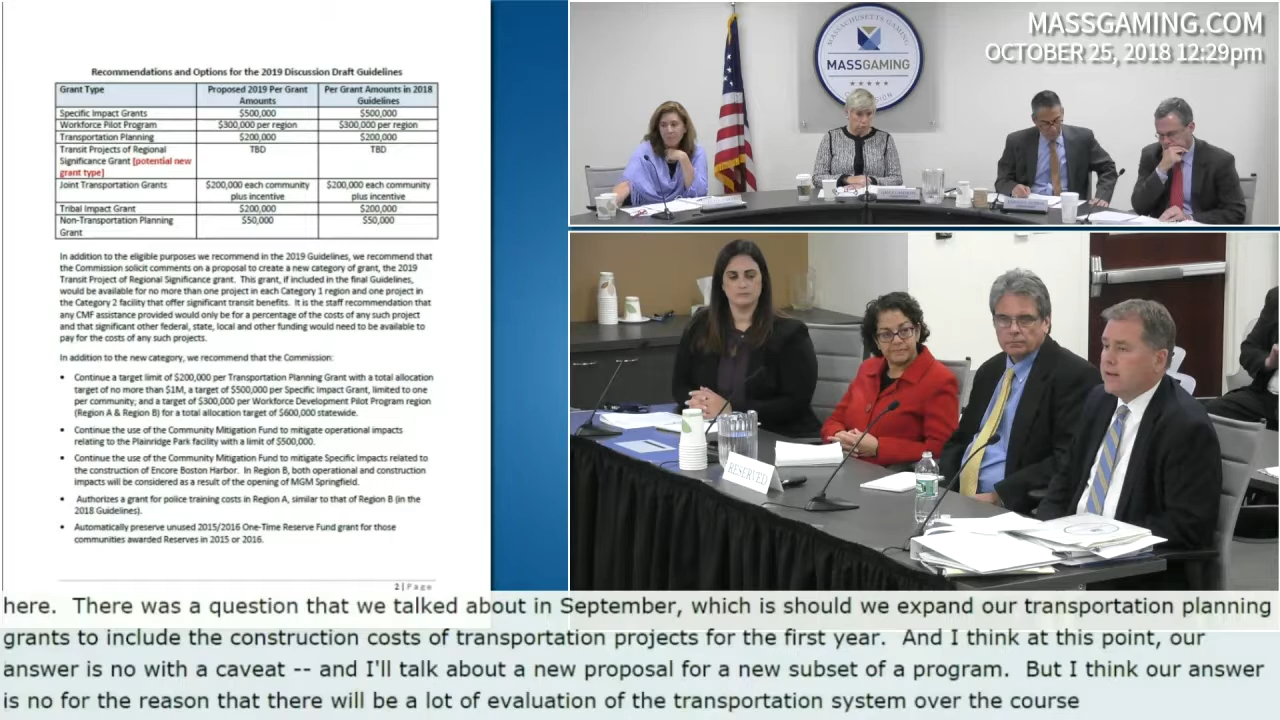 MASSGAMING.COM
OCTOBER 25, 2018 12:29pm
MASSACHUSETTS GAMING
MASSGAMING
Recommendations and Options for the 2019 Discussion Draft Guidelines
Grant Type Proposed 2019 Per Grant Amounts Per Grant Amounts in 2018 Guidelines
Specific Impact Grants $500,000 $500,000
Workforce Pilot Program $300,000 per region $300,000 per region
Transportation Planning $200,000 $200,000
Transit Projects of Regional Significance Grant [potential new grant type] TBD TBD
Joint Transportation Grants $200,000 each community plus incentive $200,000 each community plus incentive
Tribal Impact Grant $200,000 $200,000
Non-Transportation Planning Grant $50,000 $50,000
In addition to the eligible purposes we recommend in the 2019 Guidelines, we recommend that
the Commission solicit comments on a proposal to create a new category of grant, the 2019
Transit Project of Regional Significance grant. This grant, if included in the final Guidelines,
would be available for no more than one project in each Category 1 region and one project in
the Category 2 facility that offer significant transit benefits. It is the staff recommendation that
any CMF assistance provided would only be for a percentage of the costs of any such project
and that significant other federal, state, local and other funding would need to be available to
pay for the costs of any such projects.
In addition to the new category, we recommend that the Commission:
• Continue a target limit of $200,000 per Transportation Planning Grant with a total allocation
target of no more than $1M, a target of $500,000 per Specific Impact Grant, limited to one
per community; and a target of $300,000 per Workforce Development Pilot Program region
(Region A & Region B) for a total allocation target of $600,000 statewide.
• Continue the use of the Community Mitigation Fund to mitigate operational impacts
relating to the Plainridge Park facility with a limit of $500,000.
• Continue the use of the Community Mitigation Fund to mitigate Specific Impacts related to
the construction of Encore Boston Harbor. In Region B, both operational and construction
impacts will be considered as a result of the opening of MGM Springfield.
• Authorizes a grant for police training costs in Region A, similar to that of Region B (in the
2018 Guidelines).
• Automatically preserve unused 2015/2016 One-Time Reserve Fund grant for those
communities awarded Reserves in 2015 or 2016.
2 | Page
RESERVED
here. There was a question that we talked about in September, which is should we expand our transportation planning
grants to include the construction costs of transportation projects for the first year. And I think at this point, our
answer is no with a caveat -- and I'll talk about a new proposal for a new subset of a program. But I think our answer
is no for the reason that there will be a lot of evaluation of the transportation system over the course